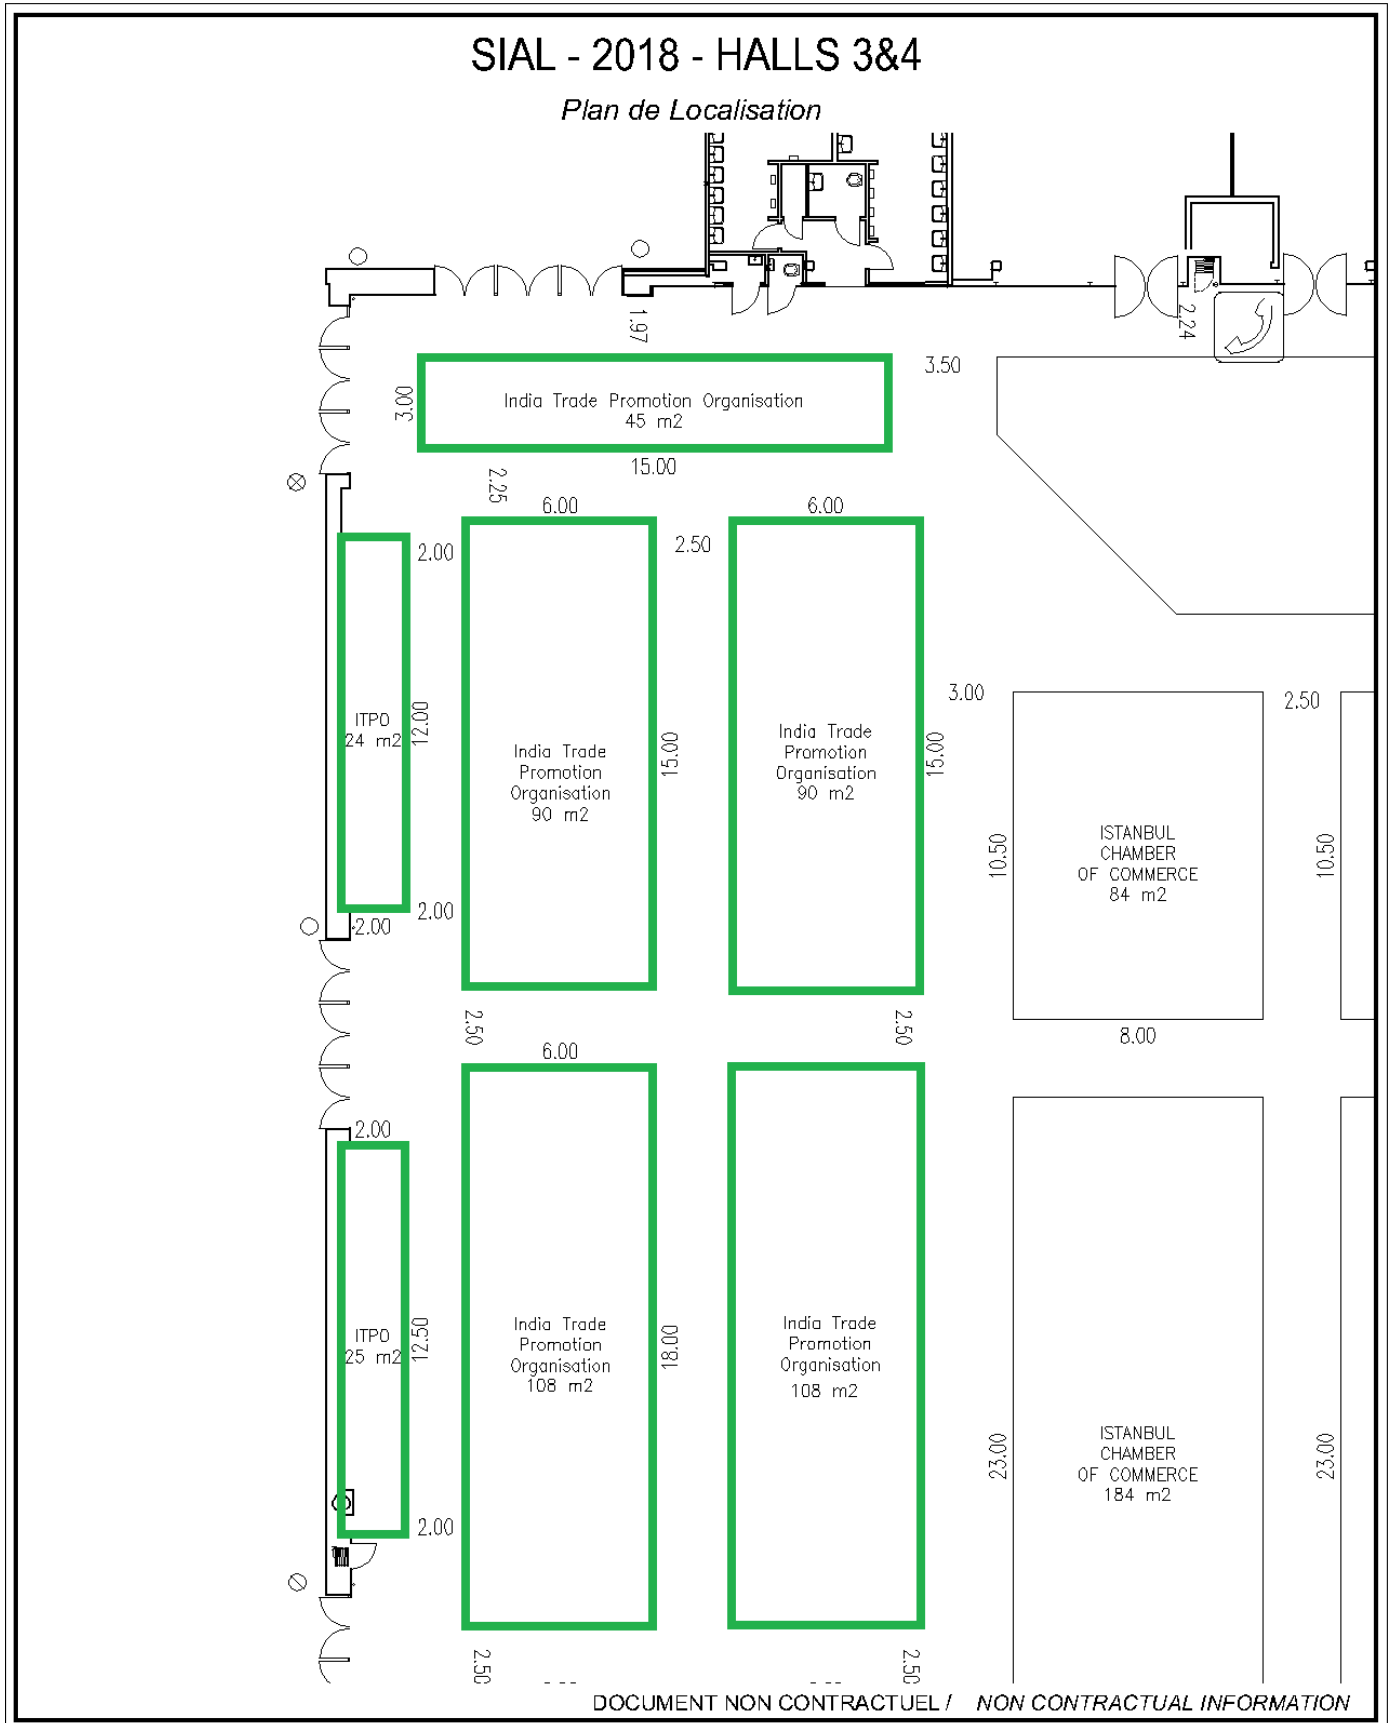 SIAL - 2018 - HALLS 3&4
Plan de Localisation
1.97
2.24
3.50
3.00
India Trade Promotion Organisation
45 m2
15.00
2.25
6.00
6.00
2.50
2.00
3.00
2.50
ITPO
24 m2
12.00
India Trade
Promotion
Organisation
90 m2
15.00
India Trade
Promotion
Organisation
90 m2
15.00
10.50
ISTANBUL
CHAMBER
OF COMMERCE
84 m2
10.50
2.00
2.00
2.50
2.50
8.00
6.00
2.00
ITPO
25 m2
12.50
India Trade
Promotion
Organisation
108 m2
18.00
India Trade
Promotion
Organisation
108 m2
23.00
ISTANBUL
CHAMBER
OF COMMERCE
184 m2
23.00
2.00
2.50
2.50
DOCUMENT NON CONTRACTUEL / NON CONTRACTUAL INFORMATION